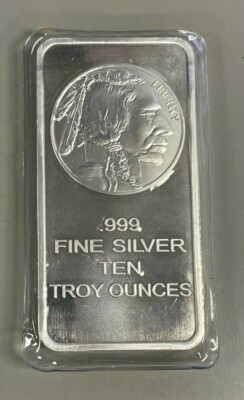 LIBERTY
.999
FINE SILVER
TEN
TROY OUNCES